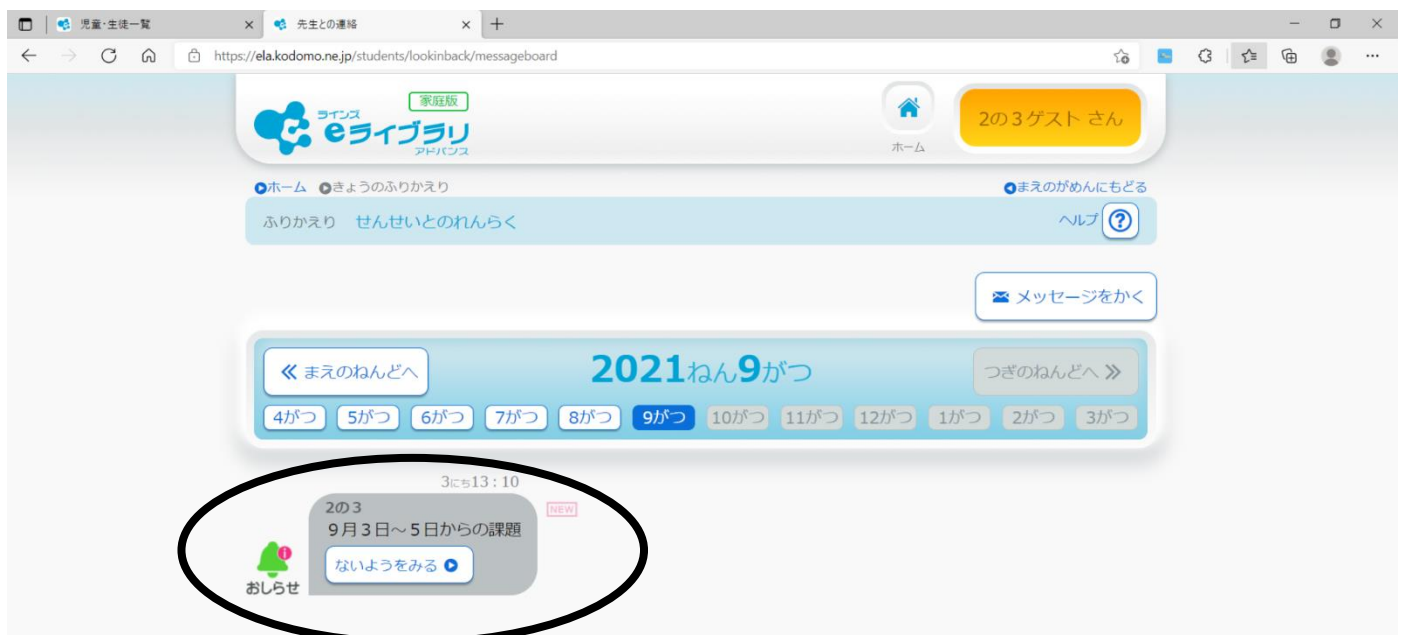 児童・生徒一覧
先生との連絡
https://ela.kodomo.ne.jp/students/lookinback/messageboard
家庭版
ラインズ
eライブラリ
アドバンス
ホーム
2の3ゲスト さん
ホーム きょうのふりかえり
まえのがめんにもどる
ふりかえり せんせいとのれんらく
ヘルプ ?
メッセージをかく
≪ まえのねんどへ
2021ねん9がつ
つぎのねんどへ ≫
4がつ 5がつ 6がつ 7がつ 8がつ 9がつ 10がつ 11がつ 12がつ 1がつ 2がつ 3がつ
3にち13:10
2の3
NEW
9月3日～5日からの課題
ないようをみる
おしらせ